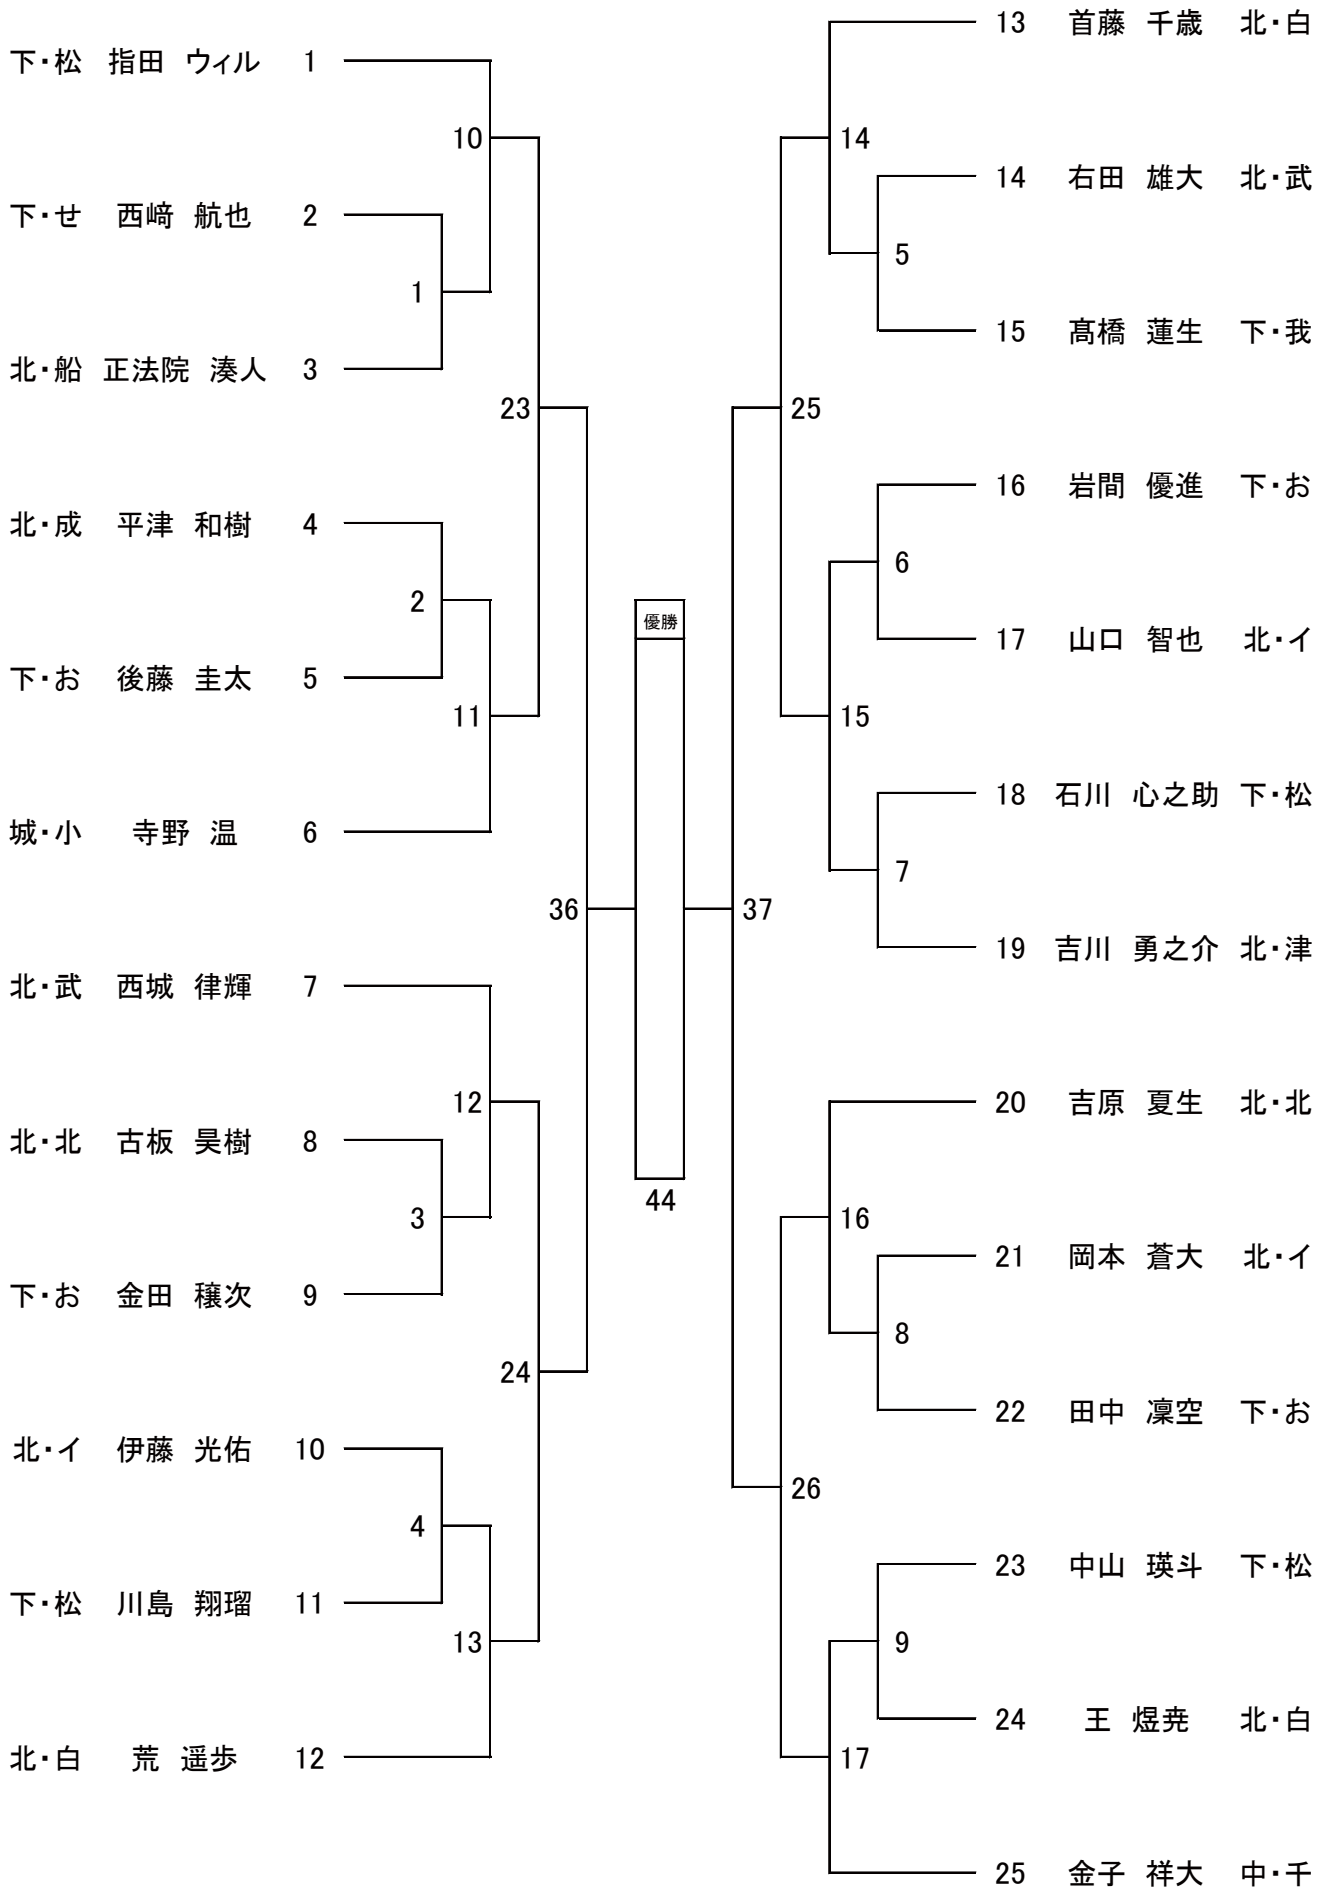 下・松 指田 ウィル 1
10
下・せ 西﨑 航也 2
1
北・船 正法院 湊人 3
23
北・成 平津 和樹 4
2
下・お 後藤 圭太 5
11
城・小 寺野 温 6
36
北・武 西城 律輝 7
12
北・北 古板 昊樹 8
3
下・お 金田 穣次 9
24
北・イ 伊藤 光佑 10
4
下・松 川島 翔瑠 11
13
北・白 荒 遥歩 12
優勝
44
13 首藤 千歳 北・白
14
14 右田 雄大 北・武
5
15 髙橋 蓮生 下・我
25
16 岩間 優進 下・お
6
17 山口 智也 北・イ
15
18 石川 心之助 下・松
7
19 吉川 勇之介 北・津
37
20 吉原 夏生 北・北
16
21 岡本 蒼大 北・イ
8
22 田中 凜空 下・お
26
23 中山 瑛斗 下・松
9
24 王 煜尭 北・白
17
25 金子 祥大 中・千